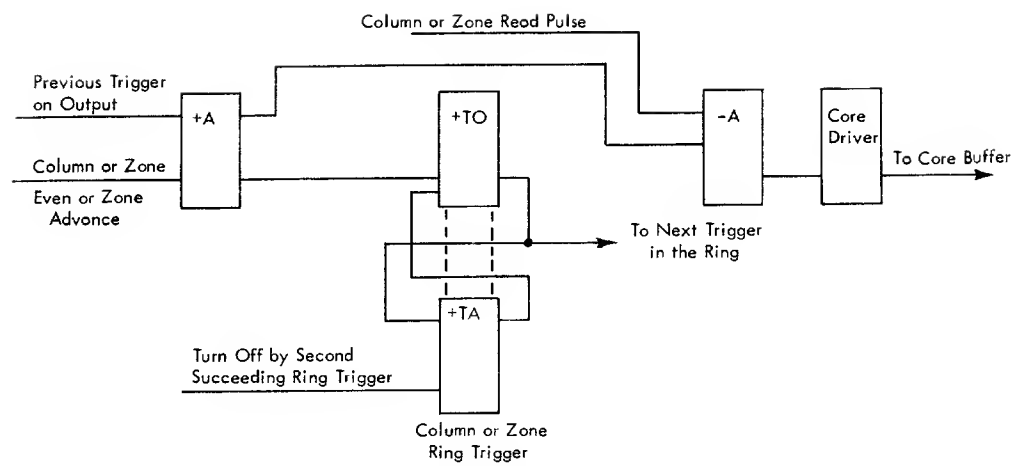 Column or Zone Read Pulse
Previous Trigger
on Output
+A
+TO
-A
Core
Driver
Column or Zone
To Core Buffer
Even or Zone
Advance
To Next Trigger
in the Ring
+TA
Turn Off by Second
Succeeding Ring Trigger
Column or Zone
Ring Trigger